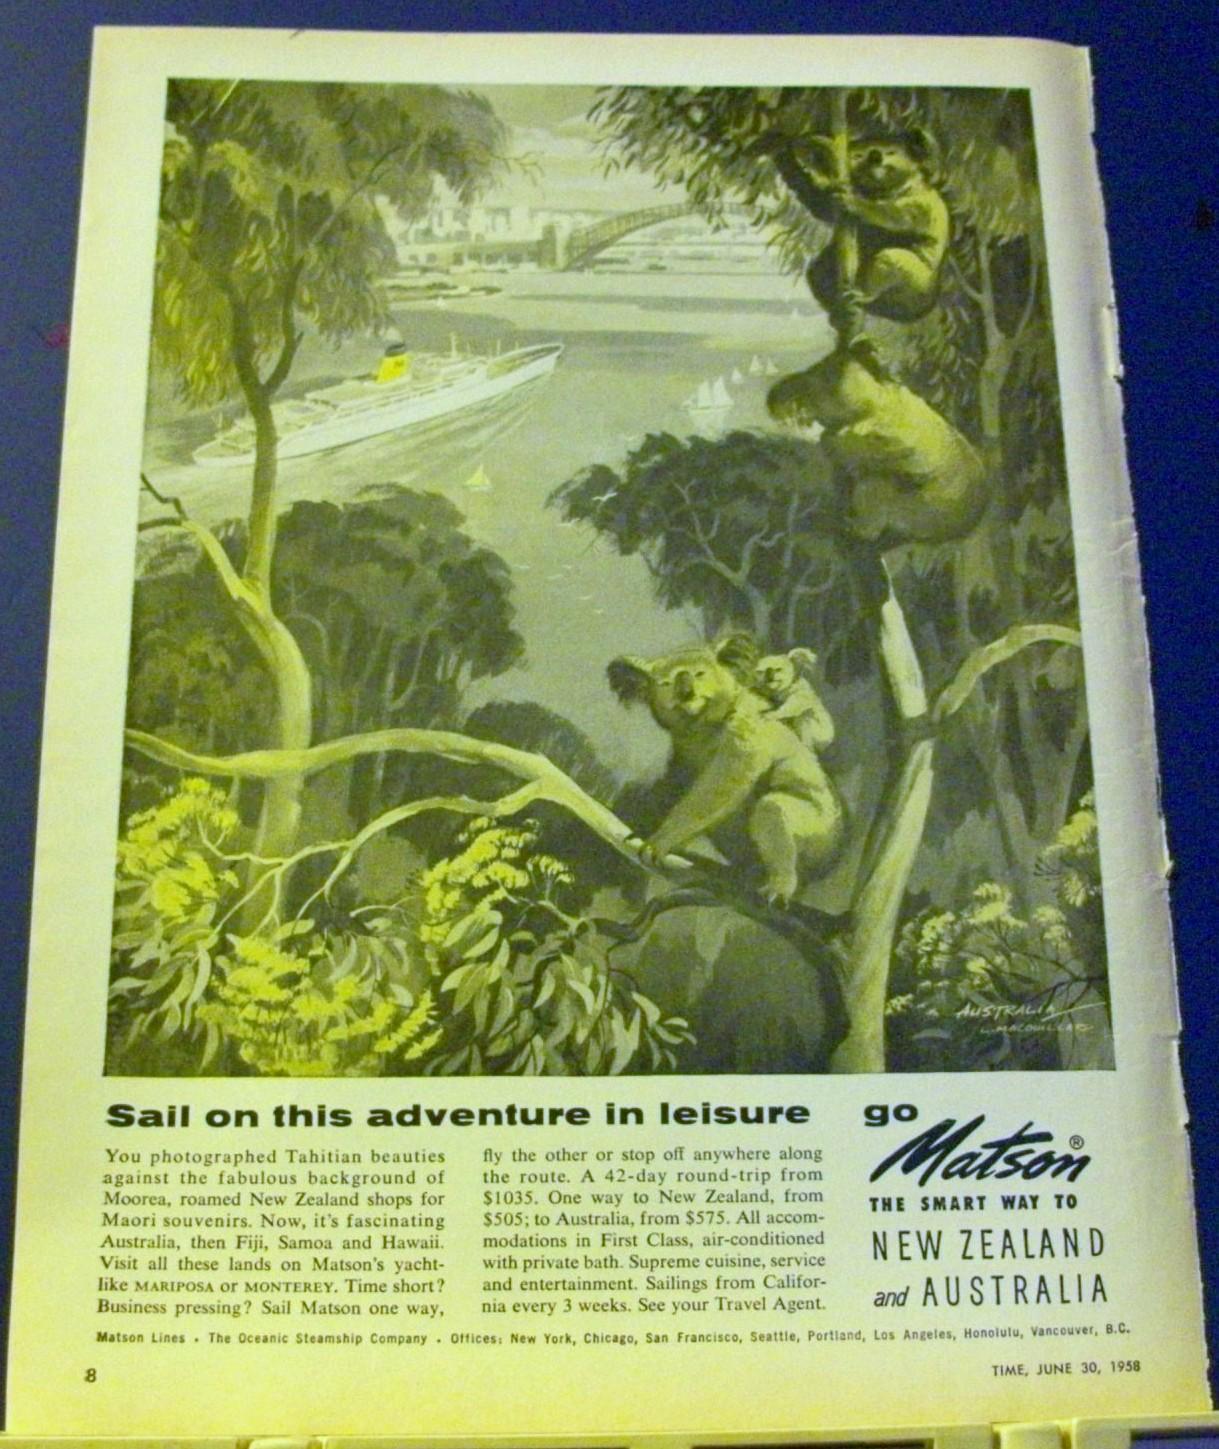 AUSTRALIA
L. MACOUILLARD
Sail on this adventure in leisure
You photographed Tahitian beauties
against the fabulous background of
Moorea, roamed New Zealand shops for
Maori souvenirs. Now, it's fascinating
Australia, then Fiji, Samoa and Hawaii.
Visit all these lands on Matson's yacht-
like MARIPOSA or MONTEREY. Time short?
Business pressing? Sail Matson one way,
fly the other or stop off anywhere along
the route. A 42-day round-trip from
$1035. One way to New Zealand, from
$505; to Australia, from $575. All accom-
modations in First Class, air-conditioned
with private bath. Supreme cuisine, service
and entertainment. Sailings from Califor-
nia every 3 weeks. See your Travel Agent.
go
Matson®
THE SMART WAY TO
NEW ZEALAND
and AUSTRALIA
Matson Lines • The Oceanic Steamship Company • Offices: New York, Chicago, San Francisco, Seattle, Portland, Los Angeles, Honolulu, Vancouver, B.C.
8
TIME, JUNE 30, 1958